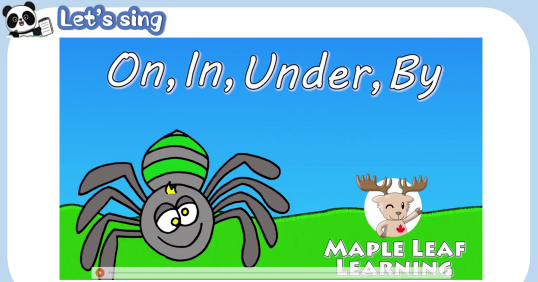 Let's sing
On, In, Under, By
MAPLE LEAF
LEARNING